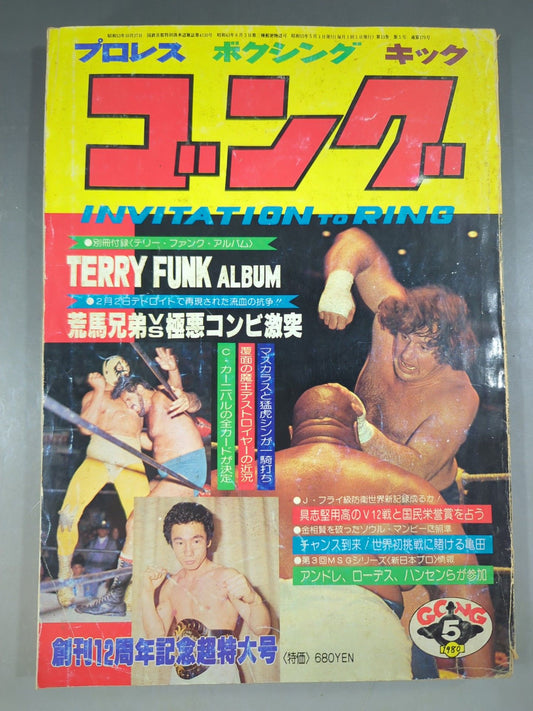 プロレス ボクシング キック
ゴング
INVITATION TO RING
●別冊付録〈テリー・ファンク・アルバム〉
TERRY FUNK ALBUM
●2月2日デトロイトで再現された流血の抗争!!
荒馬兄弟VS極悪コンビ激突
マスカラスと猛虎シンが一騎打ち
覆面の魔王デストロイヤーの近況
C・カーニバルの全カードが決定
●J・フライ級防衛世界新記録成るか!
具志堅用高のV12戦と国民栄誉賞を占う
●金相賢を破ったソウル・マンビーに照準
チャンス到来!世界初挑戦に賭ける亀田
●第3回MSGシリーズ〈新日本プロ〉情報
アンドレ、ローデス、ハンセンらが参加
GONG
5
1980
創刊12周年記念超特大号 〈特価〉680YEN